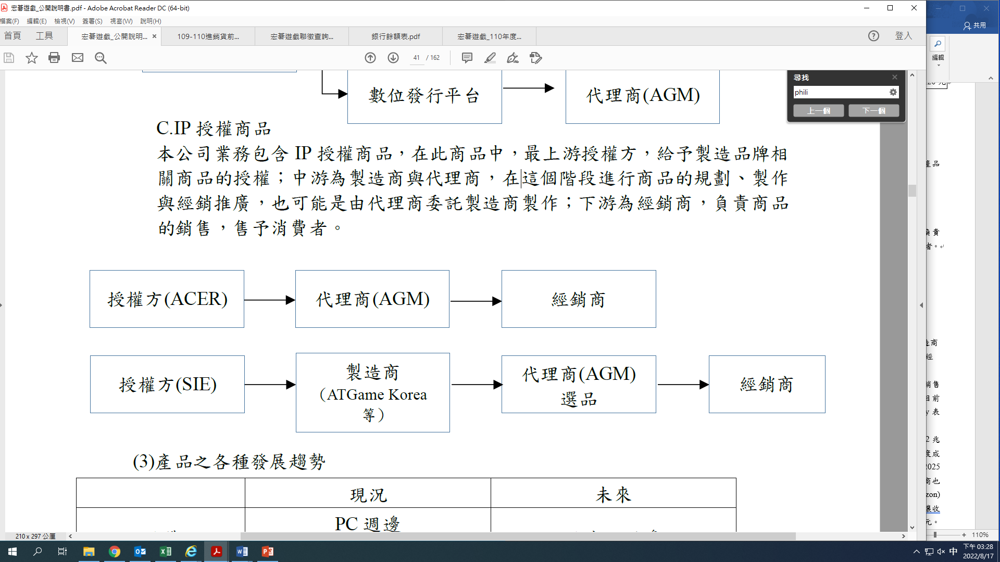 宏碁遊戲_公開說明書.pdf - Adobe Acrobat Reader DC (64-bit)
檔案(F) 編輯(E) 檢視(V) 簽署(S) 視窗(W) 說明(H)
首頁 工具 宏碁遊戲_公開說明... × 109-110進銷貨前... 宏碁遊戲聯徵查詢... 銀行餘額表.pdf 宏碁遊戲_110年度... 登入
41 / 162
共用
編輯
尋找
phili
上一個 下一個
數位發行平台 代理商(AGM)
C.IP 授權商品
本公司業務包含 IP 授權商品，在此商品中，最上游授權方，給予製造品牌相
關商品的授權；中游為製造商與代理商，在這個階段進行商品的規劃、製作
與經銷推廣，也可能是由代理商委託製造商製作；下游為經銷商，負責商品
的銷售，售予消費者。
授權方(ACER) 代理商(AGM) 經銷商
授權方(SIE)
製造商
（ATGame Korea
等）
代理商(AGM)
選品
經銷商
(3)產品之各種發展趨勢
現況 未來
PC 週邊
產品
負責
者。
造商
經
銷售
目前
y 表
2 兆
度成
2025
商也
zon)
元。
210 x 297 公厘
110%
中
下午 03:28
2022/8/17